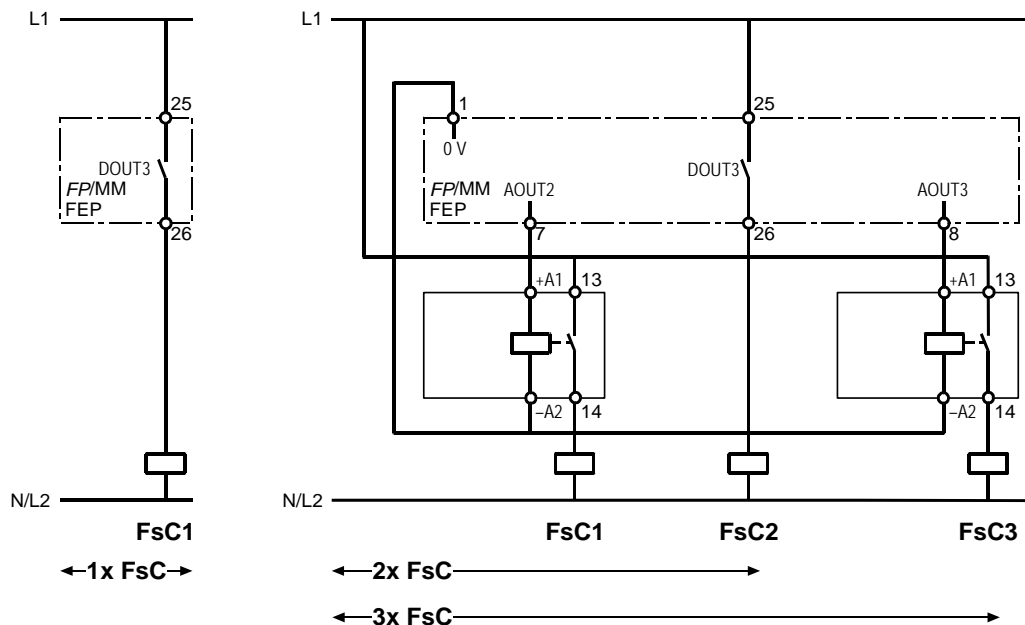 L1
25
DOUT3
FP/MM
FEP
26
N/L2
FsC1
1x FsC
L1
1
0 V
25
FP/MM
FEP
AOUT2
DOUT3
AOUT3
7
26
8
+A1
13
+A1
13
–A2
14
–A2
14
N/L2
FsC1
FsC2
FsC3
2x FsC
3x FsC